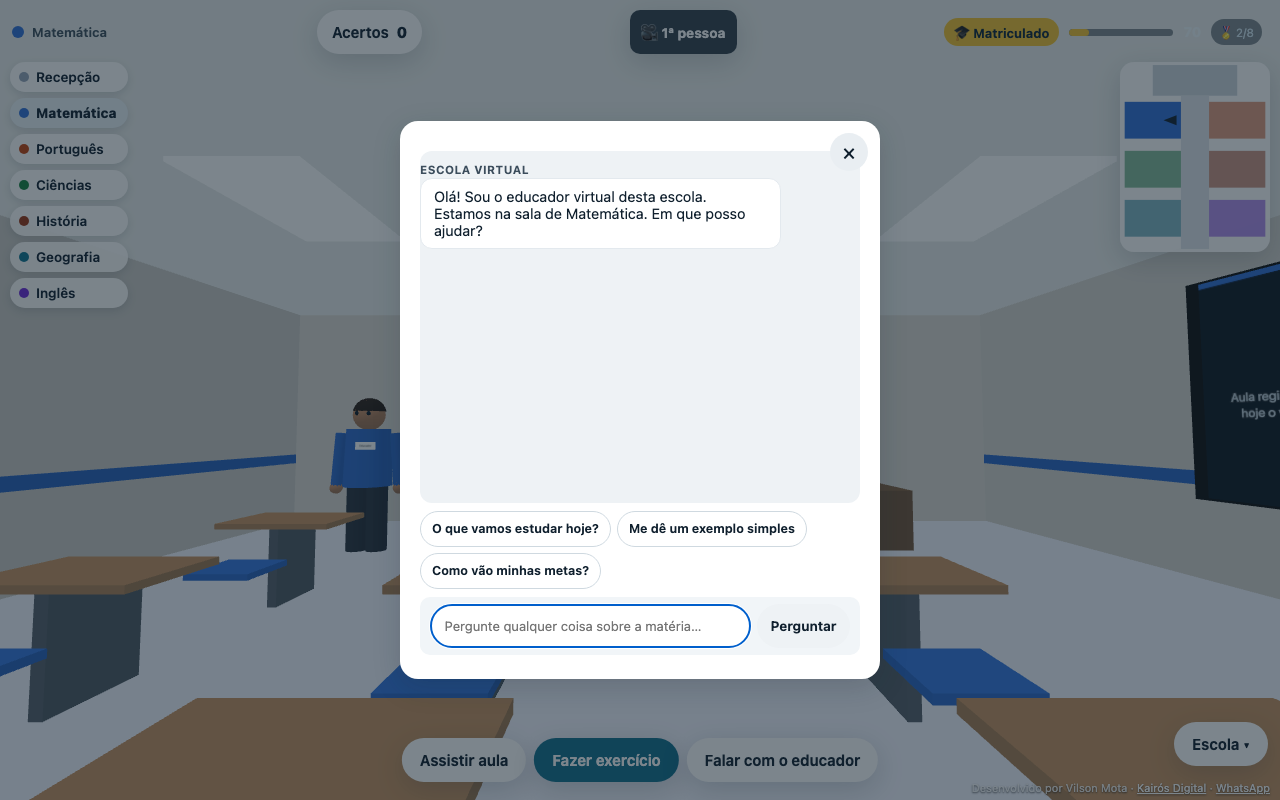 Matemática
Acertos 0
1ª pessoa
Matriculado
2/8
Recepção
Matemática
Português
Ciências
História
Geografia
Inglês
ESCOLA VIRTUAL
Olá! Sou o educador virtual desta escola.
Estamos na sala de Matemática. Em que posso
ajudar?
Aula regi
hoje o
O que vamos estudar hoje?
Me dê um exemplo simples
Como vão minhas metas?
Pergunte qualquer coisa sobre a matéria...
Perguntar
Assistir aula
Fazer exercício
Falar com o educador
Escola
Desenvolvido por Vilson Mota · Kairós Digital · WhatsApp